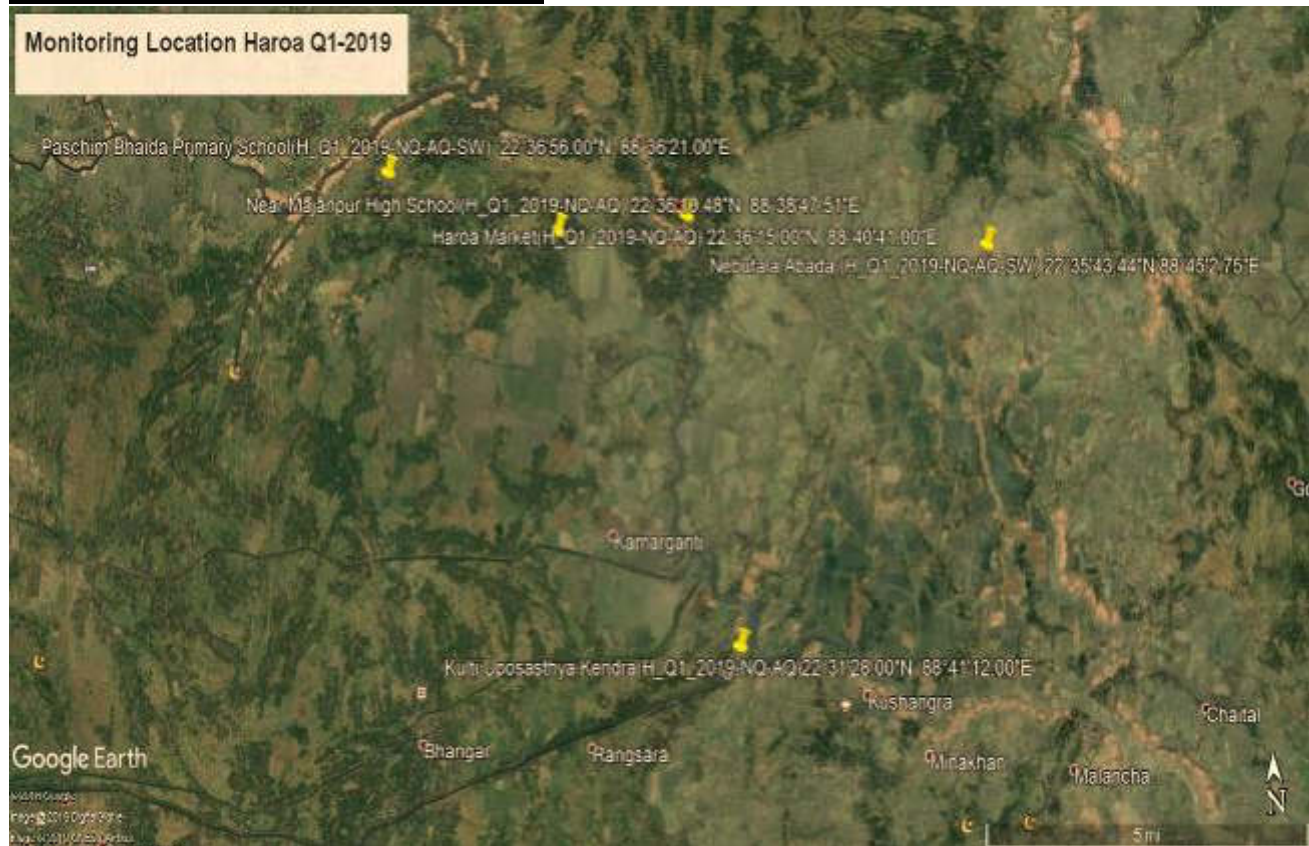 Monitoring Location Haroa Q1-2019
Paschim Bhaida Primary School(H_Q1_2019-NQ-AQ-SW) 22°36'56.00"N 88°36'21.00"E
Near Majanpur High School(H_Q1_2019-NQ-AQ) 22°36'10.48"N 88°38'47.51"E
Haroa Market(H_Q1_(2019-NQ-AQ) 22°36'15.00"N 88°40'41.00"E
Abada (H_Q1_2019-NQ-AQ-SW) 22°35'43.44"N 88°45'2.75"E
Kamarganti
Kulti Uposasthya Kendra(H_Q1_2019-NQ-AQ)22°31'28.00"N 88°41'12.00"E
Kushangra
Chaital
Bhangar
Rangsara
Minakhan
Malancha
Google Earth
N
5 mi